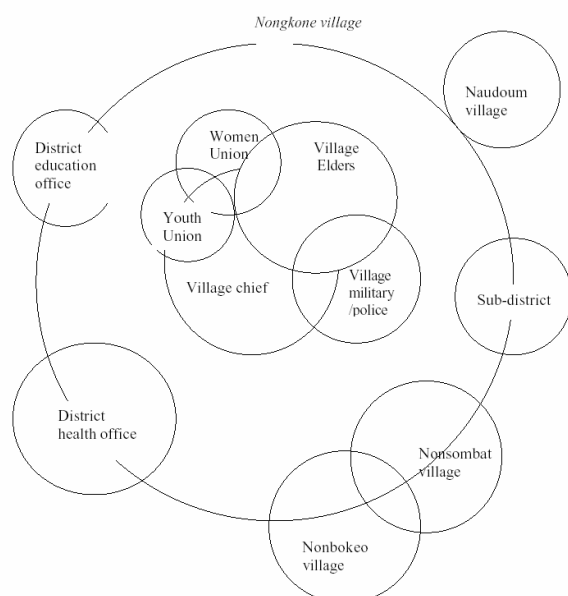 Nongkone village
Naudoum
village
District
education
office
Women
Union
Village
Elders
Youth
Union
Village chief
Village
military
/police
Sub-district
District
health office
Nonsombat
village
Nonbokeo
village